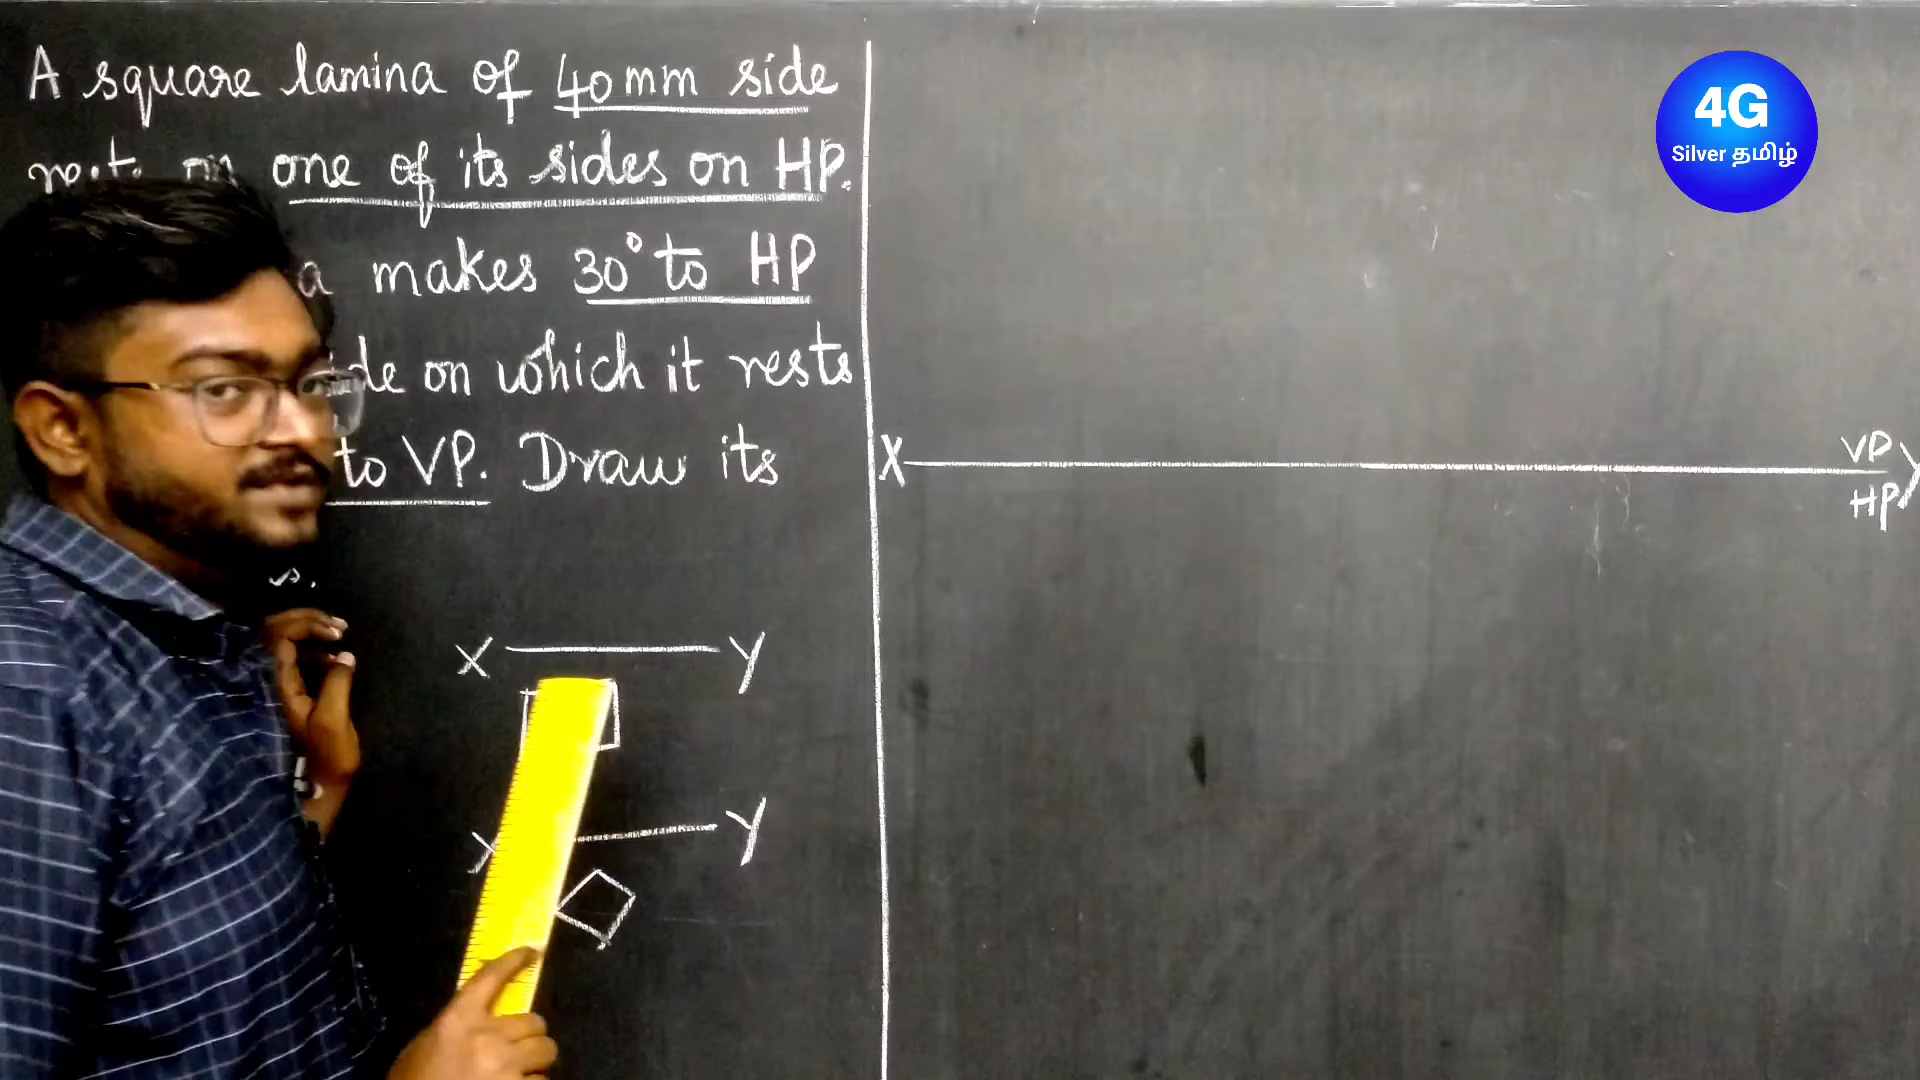 A square lamina of 40mm side
on one of its sides on HP.
a makes 30° to HP
on which it rests
to VP. Draw its
X Y
Y
X VP Y
HP
4G
Silver தமிழ்